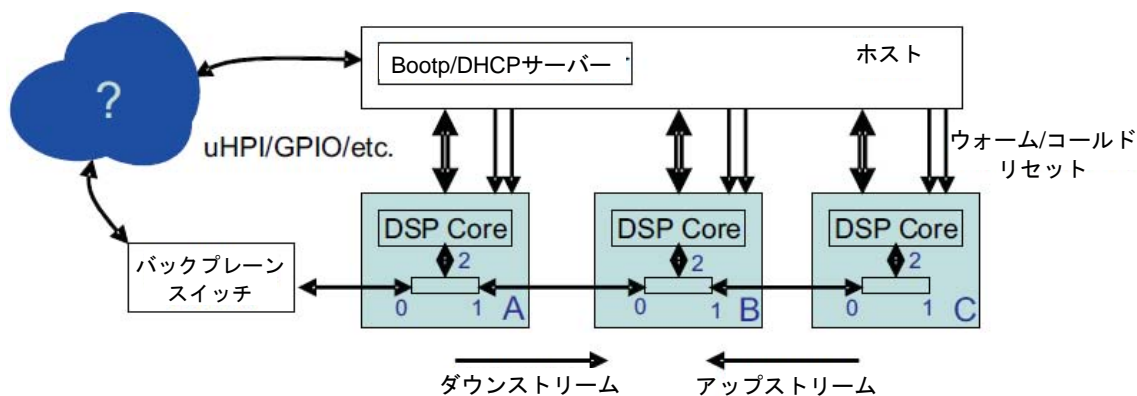 ?
Bootp/DHCPサーバー
ホスト
uHPI/GPIO/etc.
ウォーム/コールド
リセット
DSP Core
2
0
1
A
DSP Core
2
0
1
B
DSP Core
2
0
1
C
バックプレーン
スイッチ
ダウンストリーム
アップストリーム